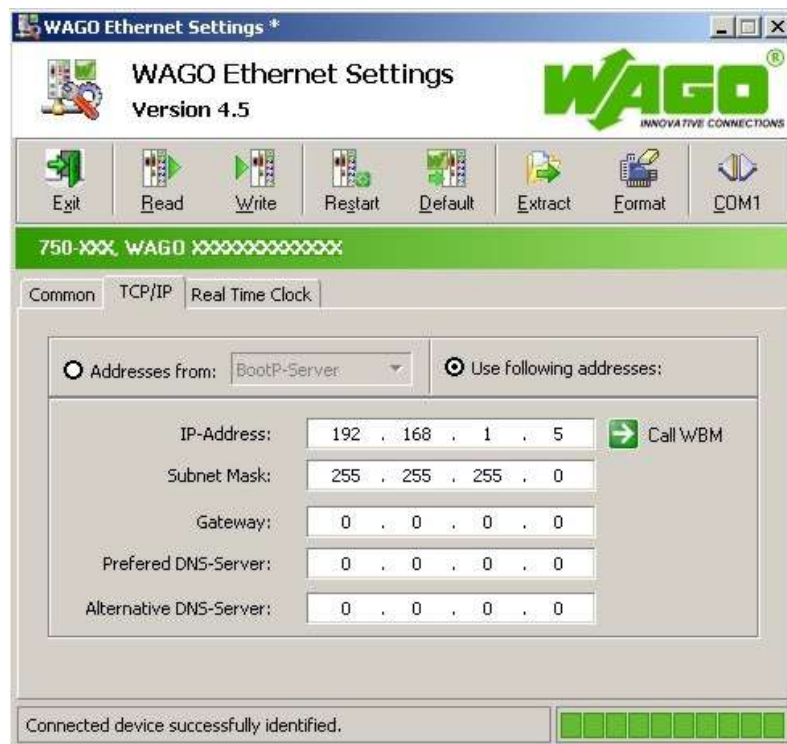 WAGO Ethernet Settings *
WAGO Ethernet Settings
Version 4.5
WAGO®
INNOVATIVE CONNECTIONS
Exit Read Write Restart Default Extract Format COM1
750-XXX, WAGO XXXXXXXXXXXXX
Common TCP/IP Real Time Clock
Addresses from: BootP-Server Use following addresses:
IP-Address: 192 . 168 . 1 . 5 Call WBM
Subnet Mask: 255 . 255 . 255 . 0
Gateway: 0 . 0 . 0 . 0
Prefered DNS-Server: 0 . 0 . 0 . 0
Alternative DNS-Server: 0 . 0 . 0 . 0
Connected device successfully identified.